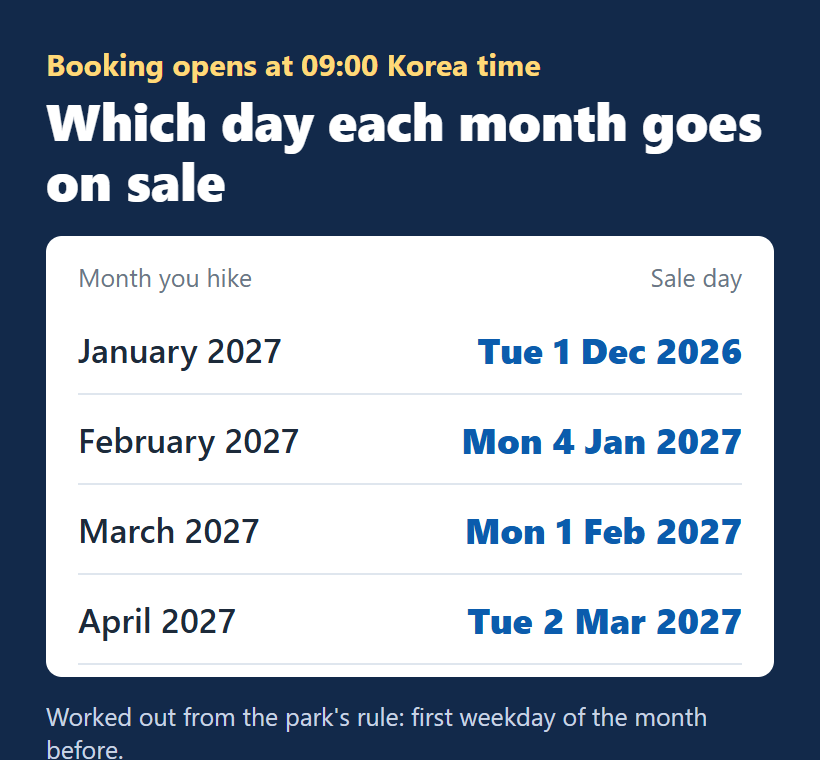 Booking opens at 09:00 Korea time
Which day each month goes
on sale
Month you hike Sale day
January 2027 Tue 1 Dec 2026
February 2027 Mon 4 Jan 2027
March 2027 Mon 1 Feb 2027
April 2027 Tue 2 Mar 2027
Worked out from the park's rule: first weekday of the month
before.